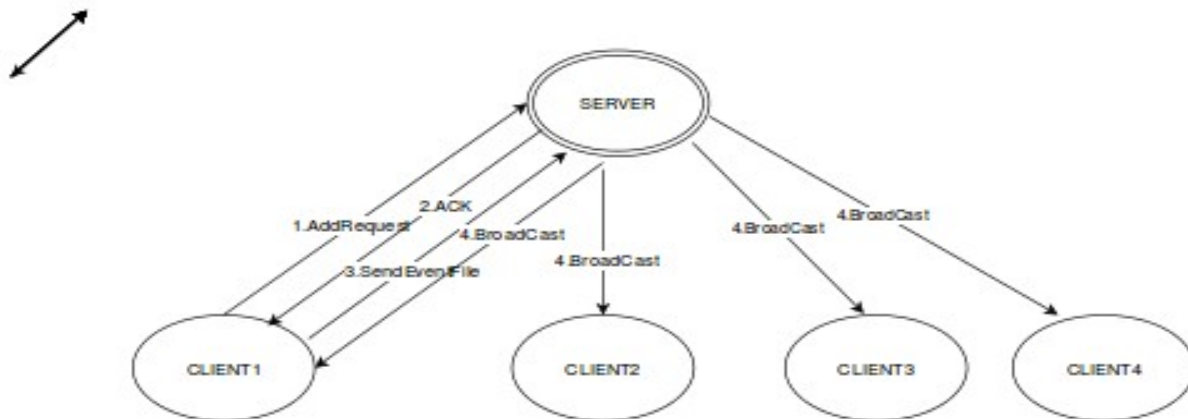 SERVER
1.AddRequest
2.ACK
3.SendEventFile
4.BroadCast
4.BroadCast
4.BroadCast
4.BroadCast
CLIENT1
CLIENT2
CLIENT3
CLIENT4